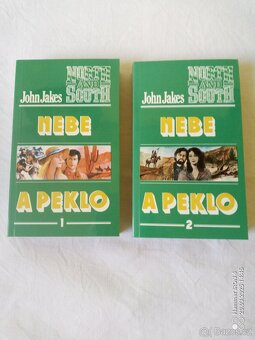 John Jakes
NORTH
AND
SOUTH
NEBE
A PEKLO
1
John Jakes
NORTH
AND
SOUTH
NEBE
A PEKLO
2